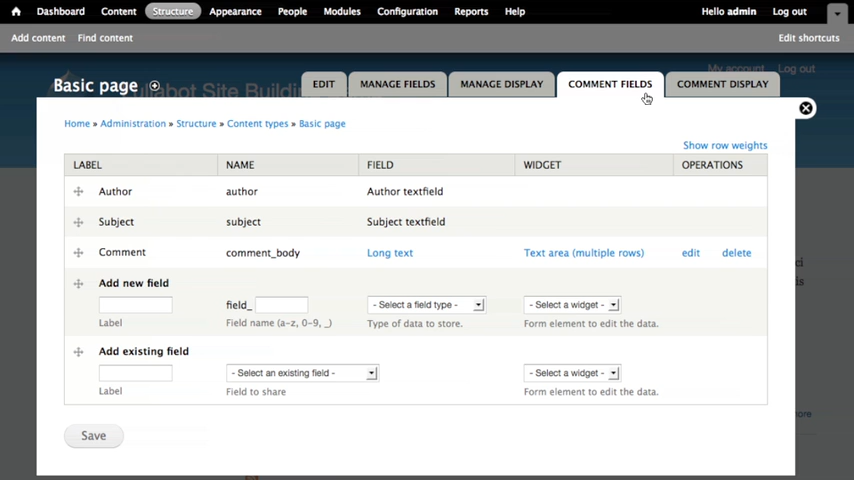 Dashboard Content Structure Appearance People Modules Configuration Reports Help Hello admin Log out
Add content Find content Edit shortcuts
My account Log out
Basic page
EDIT MANAGE FIELDS MANAGE DISPLAY COMMENT FIELDS COMMENT DISPLAY
Home » Administration » Structure » Content types » Basic page
Show row weights
LABEL NAME FIELD WIDGET OPERATIONS
Author author Author textfield
Subject subject Subject textfield
Comment comment_body Long text Text area (multiple rows) edit delete
Add new field
field_ - Select a field type - - Select a widget -
Label Field name (a-z, 0-9, _) Type of data to store. Form element to edit the data.
Add existing field
- Select an existing field - - Select a widget -
Label Field to share Form element to edit the data.
Save